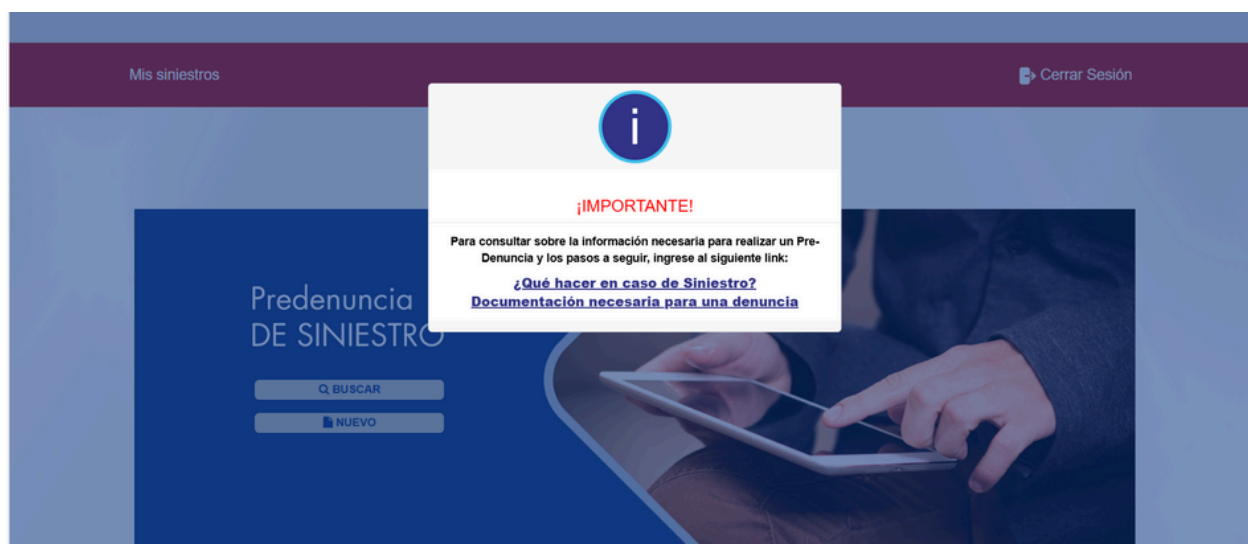 Mis siniestros
Cerrar Sesión
i
¡IMPORTANTE!
Para consultar sobre la información necesaria para realizar un Pre-
Denuncia y los pasos a seguir, ingrese al siguiente link:
¿Qué hacer en caso de Siniestro?
Documentación necesaria para una denuncia
Predenuncia
DE SINIESTRO
BUSCAR
NUEVO